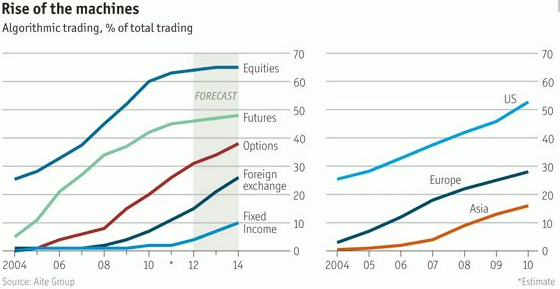 Rise of the machines
Algorithmic trading, % of total trading
70
60
50
40
30
20
10
0
Equities
FORECAST
Futures
Options
Foreign
exchange
Fixed
Income
2004 06 08 10 * 12 14
70
60
50
40
30
20
10
0
US
Europe
Asia
2004 05 06 07 08 09 10
Source: Aite Group
*Estimate